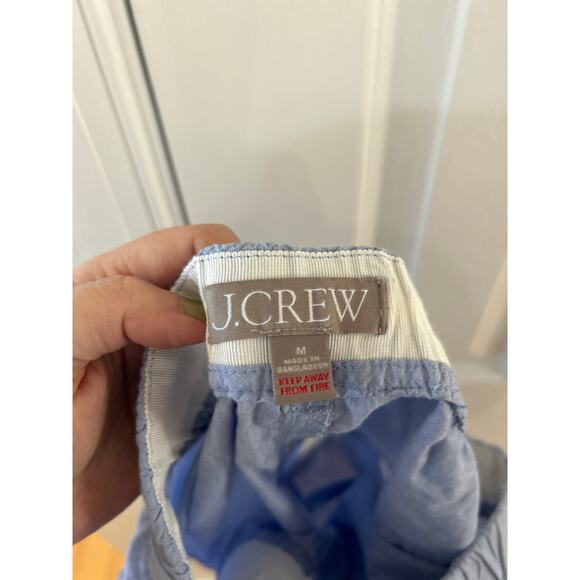 J.CREW
M
MADE IN
BANGLADESH
KEEP AWAY
FROM FIRE